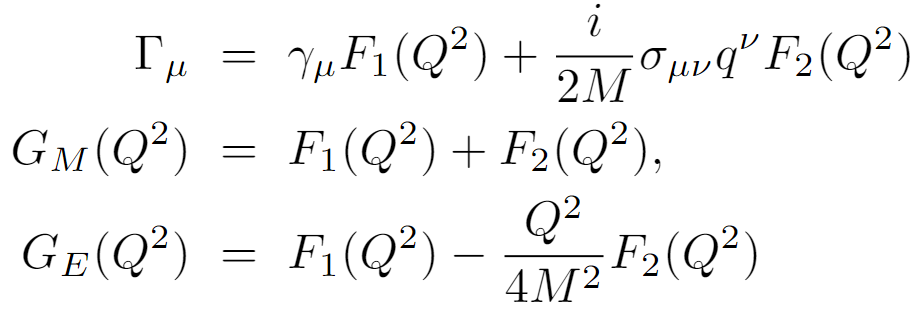 Γ_μ = γ_μ F_1(Q^2) + \frac{i}{2M} σ_{μν} q^ν F_2(Q^2)
G_M(Q^2) = F_1(Q^2) + F_2(Q^2),
G_E(Q^2) = F_1(Q^2) − \frac{Q^2}{4M^2} F_2(Q^2)